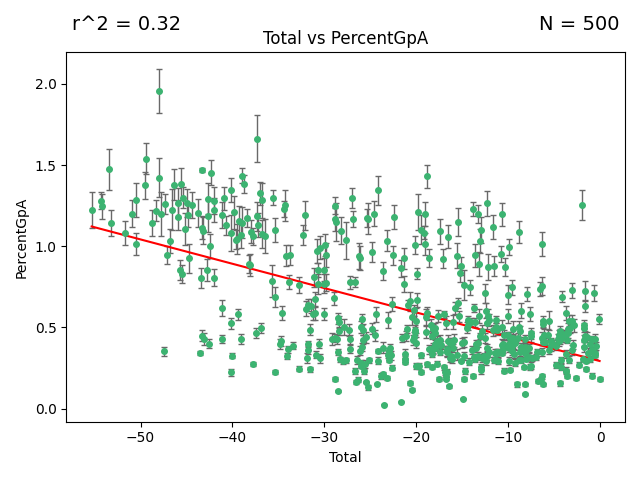 r^2 = 0.32
N = 500
Total vs PercentGpA
2.0
1.5
1.0
0.5
0.0
PercentGpA
−50
−40
−30
−20
−10
0
Total